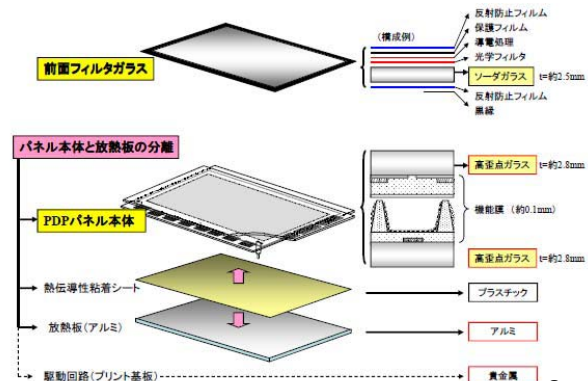 (構成例)
反射防止フィルム
保護フィルム
導電処理
光学フィルタ
前面フィルタガラス
ソーダガラス t=約2.5mm
反射防止フィルム
黒縁
パネル本体と放熱板の分離
高歪点ガラス t=約2.8mm
PDPパネル本体
機能膜 (約0.1mm)
高歪点ガラス t=約2.8mm
熱伝導性粘着シート
プラスチック
放熱板(アルミ)
アルミ
駆動回路(プリント基板)
貴金属